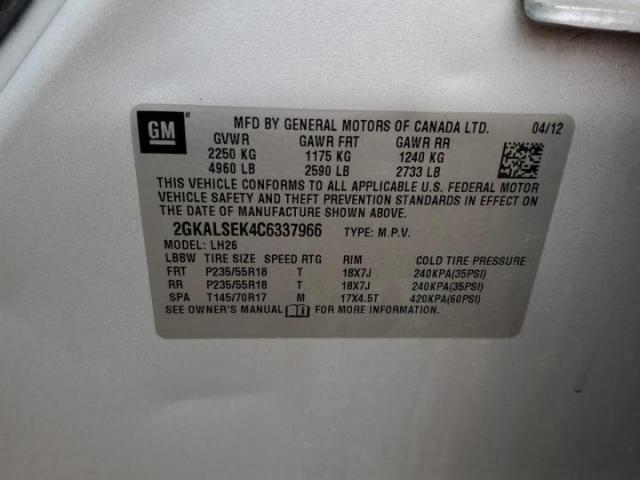 GM ® MFD BY GENERAL MOTORS OF CANADA LTD. 04/12
GVWR GAWR FRT GAWR RR
2250 KG 1175 KG 1240 KG
4960 LB 2590 LB 2733 LB
THIS VEHICLE CONFORMS TO ALL APPLICABLE U.S. FEDERAL MOTOR
VEHICLE SAFETY AND THEFT PREVENTION STANDARDS IN EFFECT ON THE
DATE OF MANUFACTURE SHOWN ABOVE.
2GKALSEK4C6337966 TYPE: M.P.V.
MODEL: LH26
LBBW TIRE SIZE SPEED RTG RIM COLD TIRE PRESSURE
FRT P235/55R18 T 18X7J 240KPA(35PSI)
RR P235/55R18 T 18X7J 240KPA(35PSI)
SPA T145/70R17 M 17X4.5T 420KPA(60PSI)
SEE OWNER'S MANUAL FOR MORE INFORMATION.